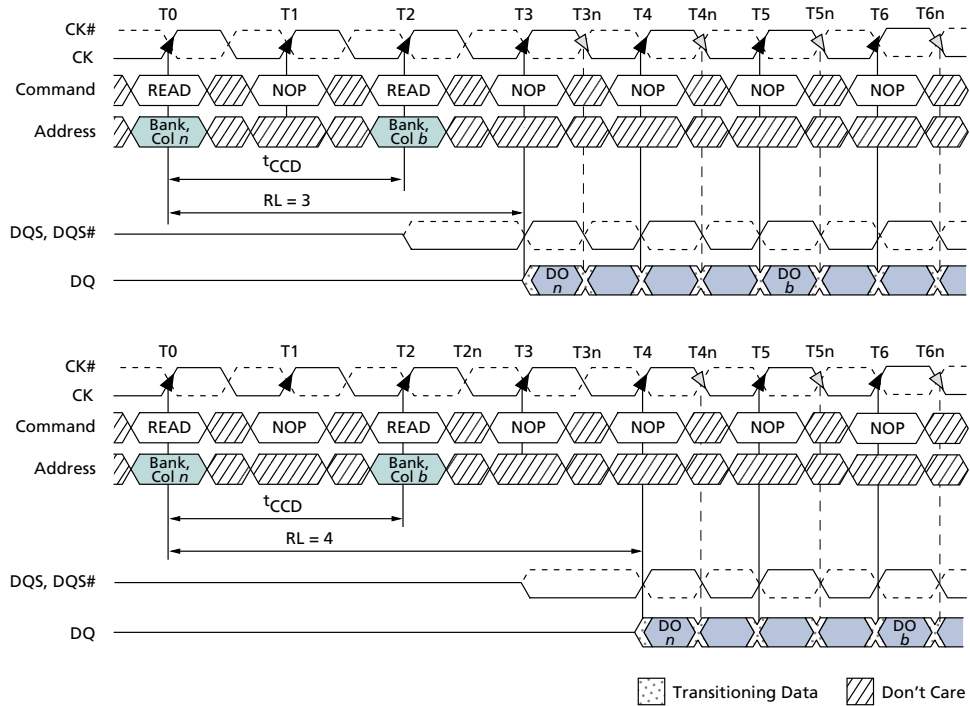 T0 T1 T2 T3 T3n T4 T4n T5 T5n T6 T6n
CK#
CK
Command READ NOP READ NOP NOP NOP NOP
Address Bank, Col n Bank, Col b
tCCD
RL = 3
DQS, DQS#
DQ DO n DO b
T0 T1 T2 T2n T3 T3n T4 T4n T5 T5n T6 T6n
CK#
CK
Command READ NOP READ NOP NOP NOP NOP
Address Bank, Col n Bank, Col b
tCCD
RL = 4
DQS, DQS#
DQ DO n DO b
Transitioning Data Don't Care